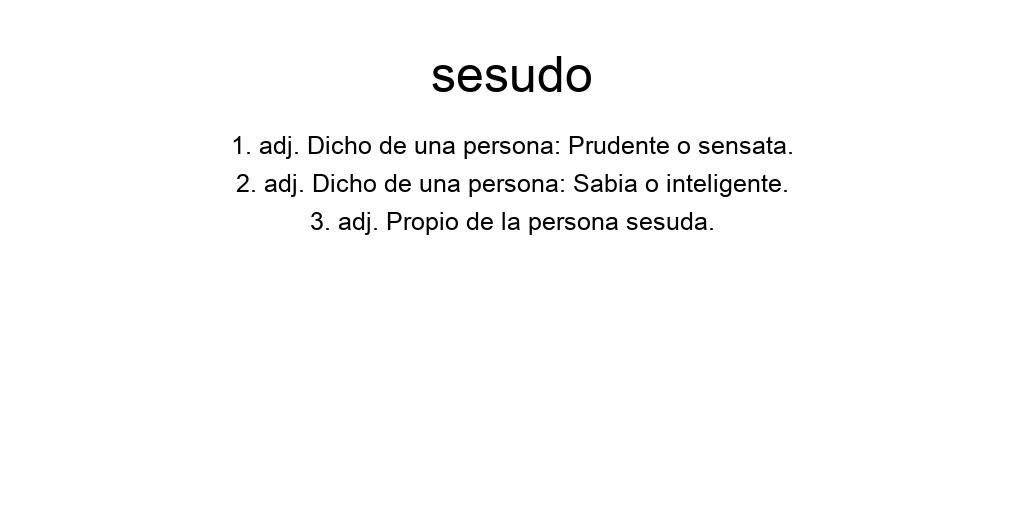 sesudo
1. adj. Dicho de una persona: Prudente o sensata.
2. adj. Dicho de una persona: Sabia o inteligente.
3. adj. Propio de la persona sesuda.